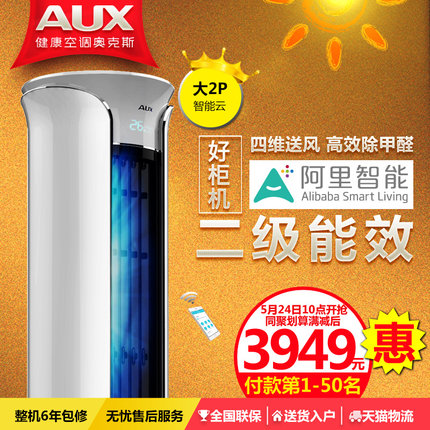 AUX
健康空调奥克斯
大2P
智能云
AUX
26
好柜机
四维送风 高效除甲醛
阿里智能
Alibaba Smart Living
二级能效
5月24日10点开抢
同聚划算满减后
3949元
付款第1-50名
惠
整机6年包修
无忧售后服务
全国联保
送货入户
天猫物流